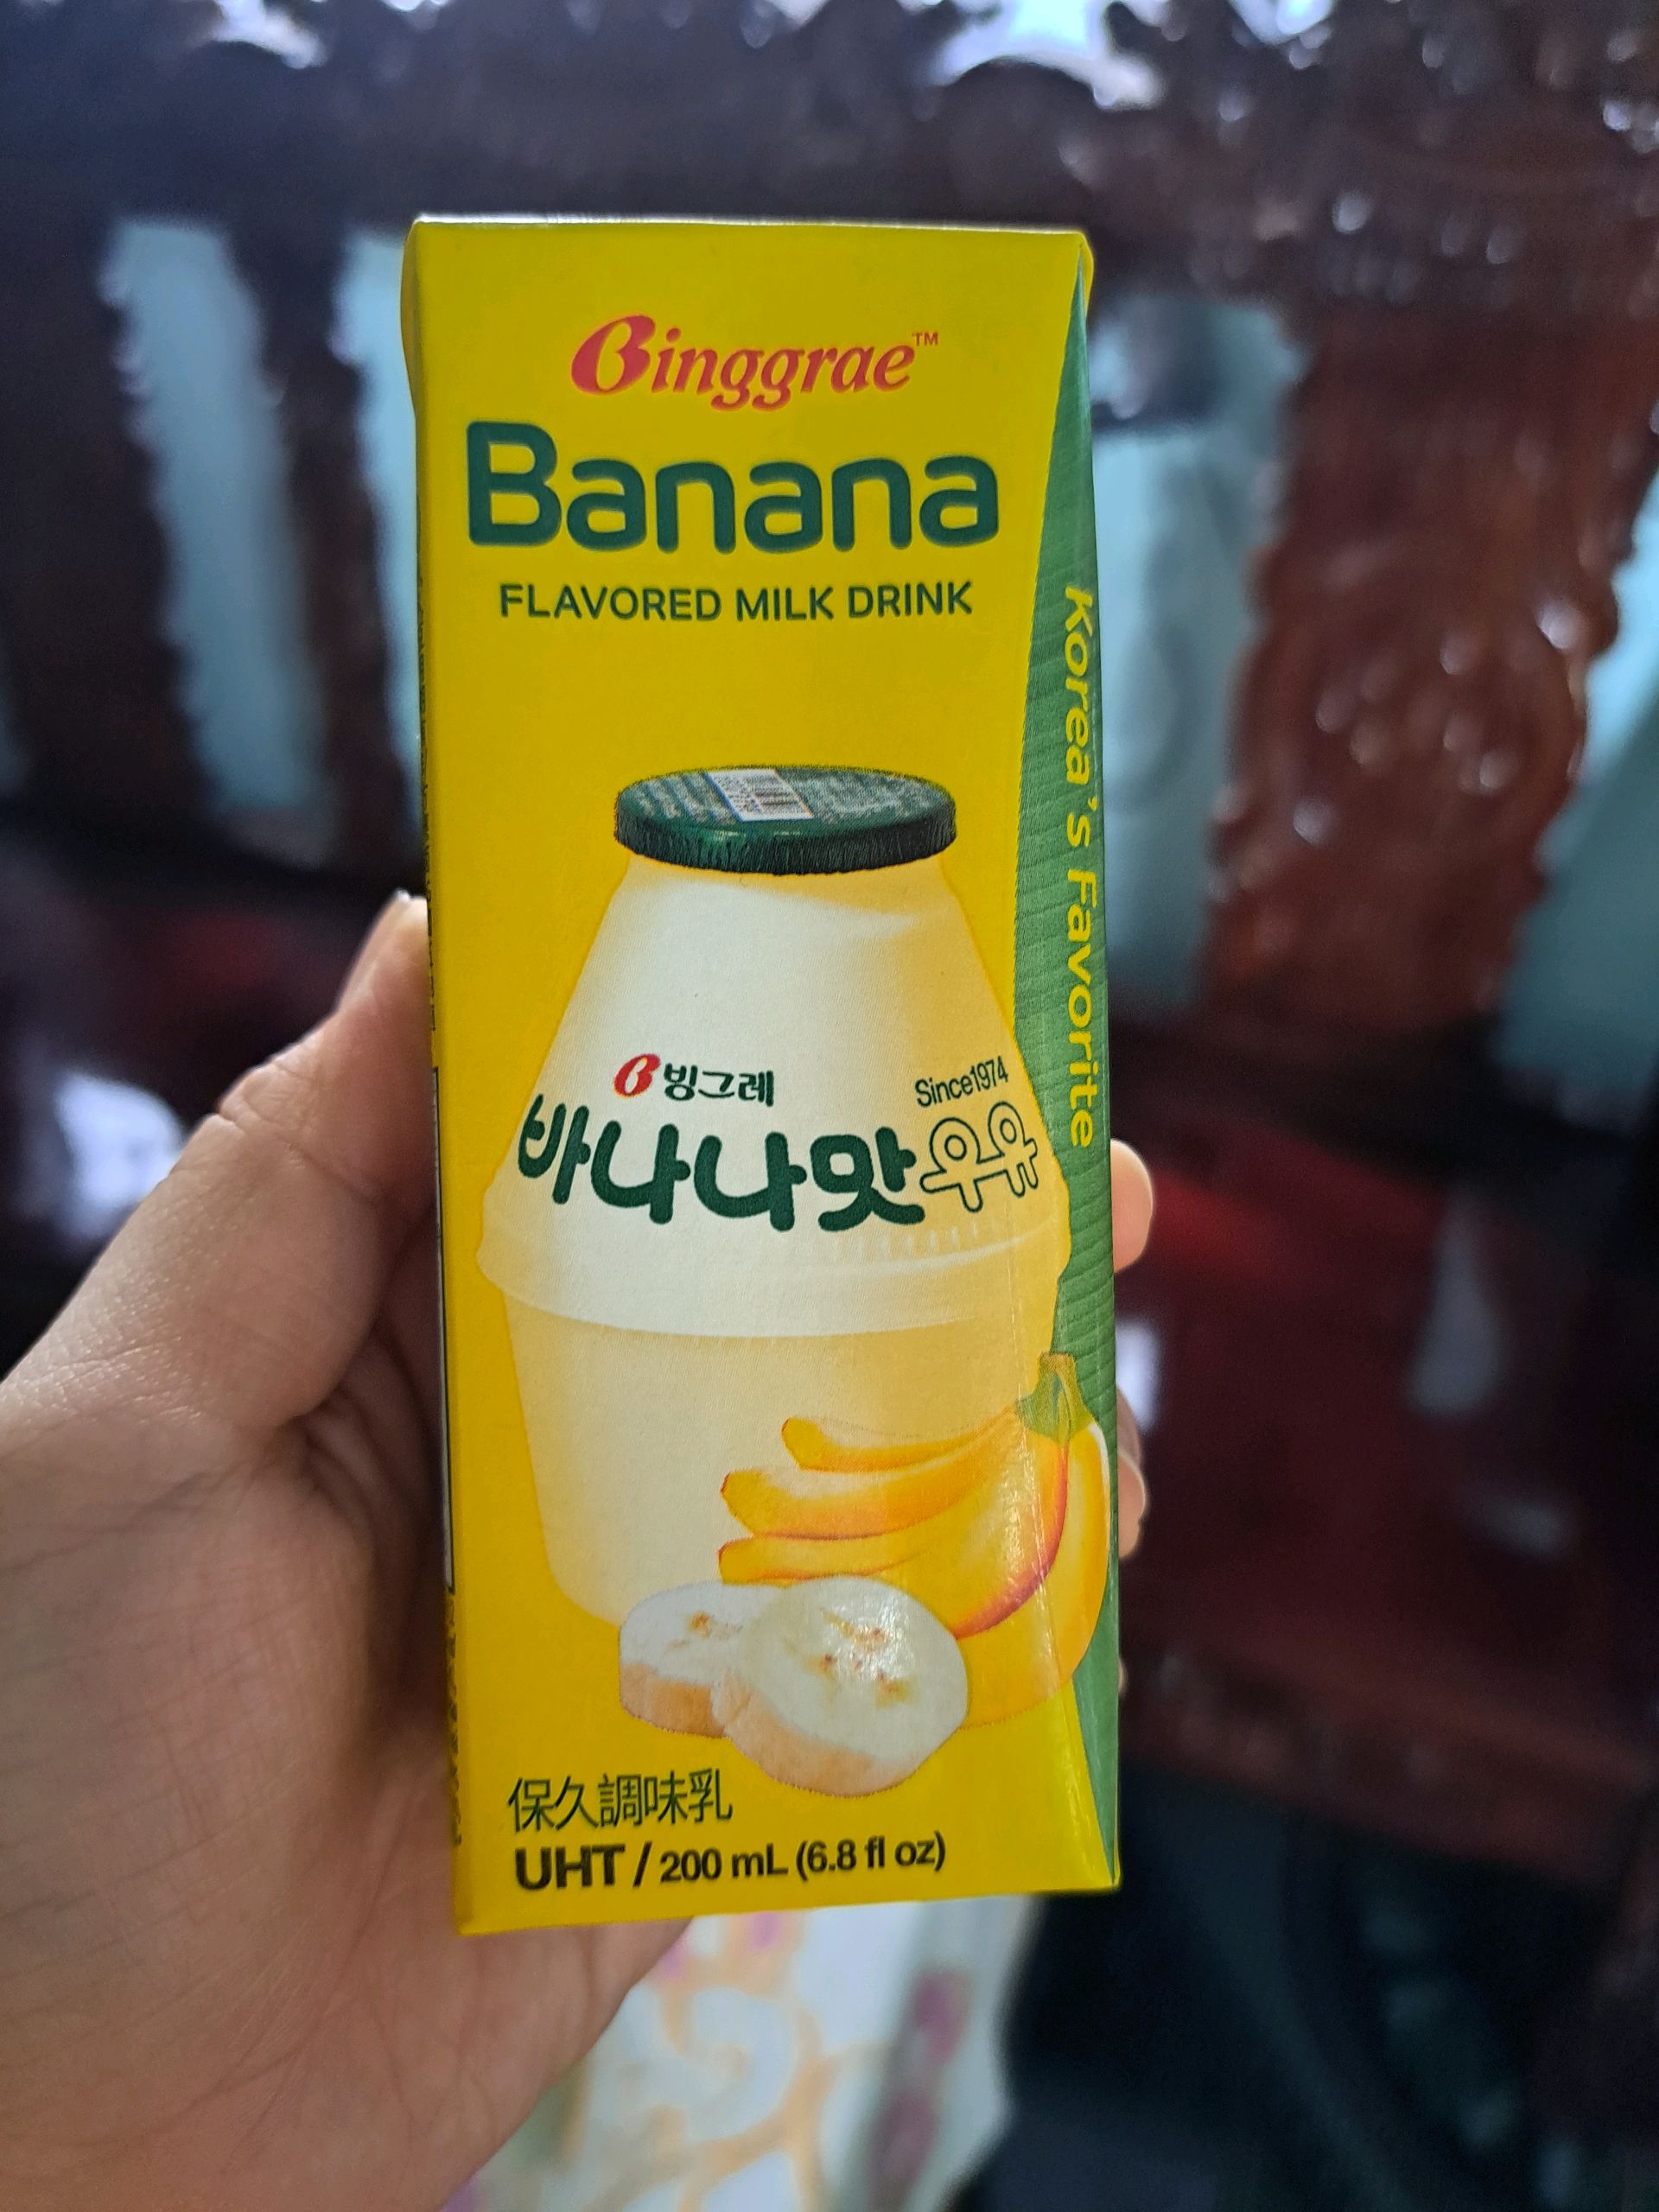 Binggrae™
Banana
FLAVORED MILK DRINK
빙그레
Since1974
바나나맛우유
保久調味乳
UHT / 200 mL (6.8 fl oz)
Korea's Favorite